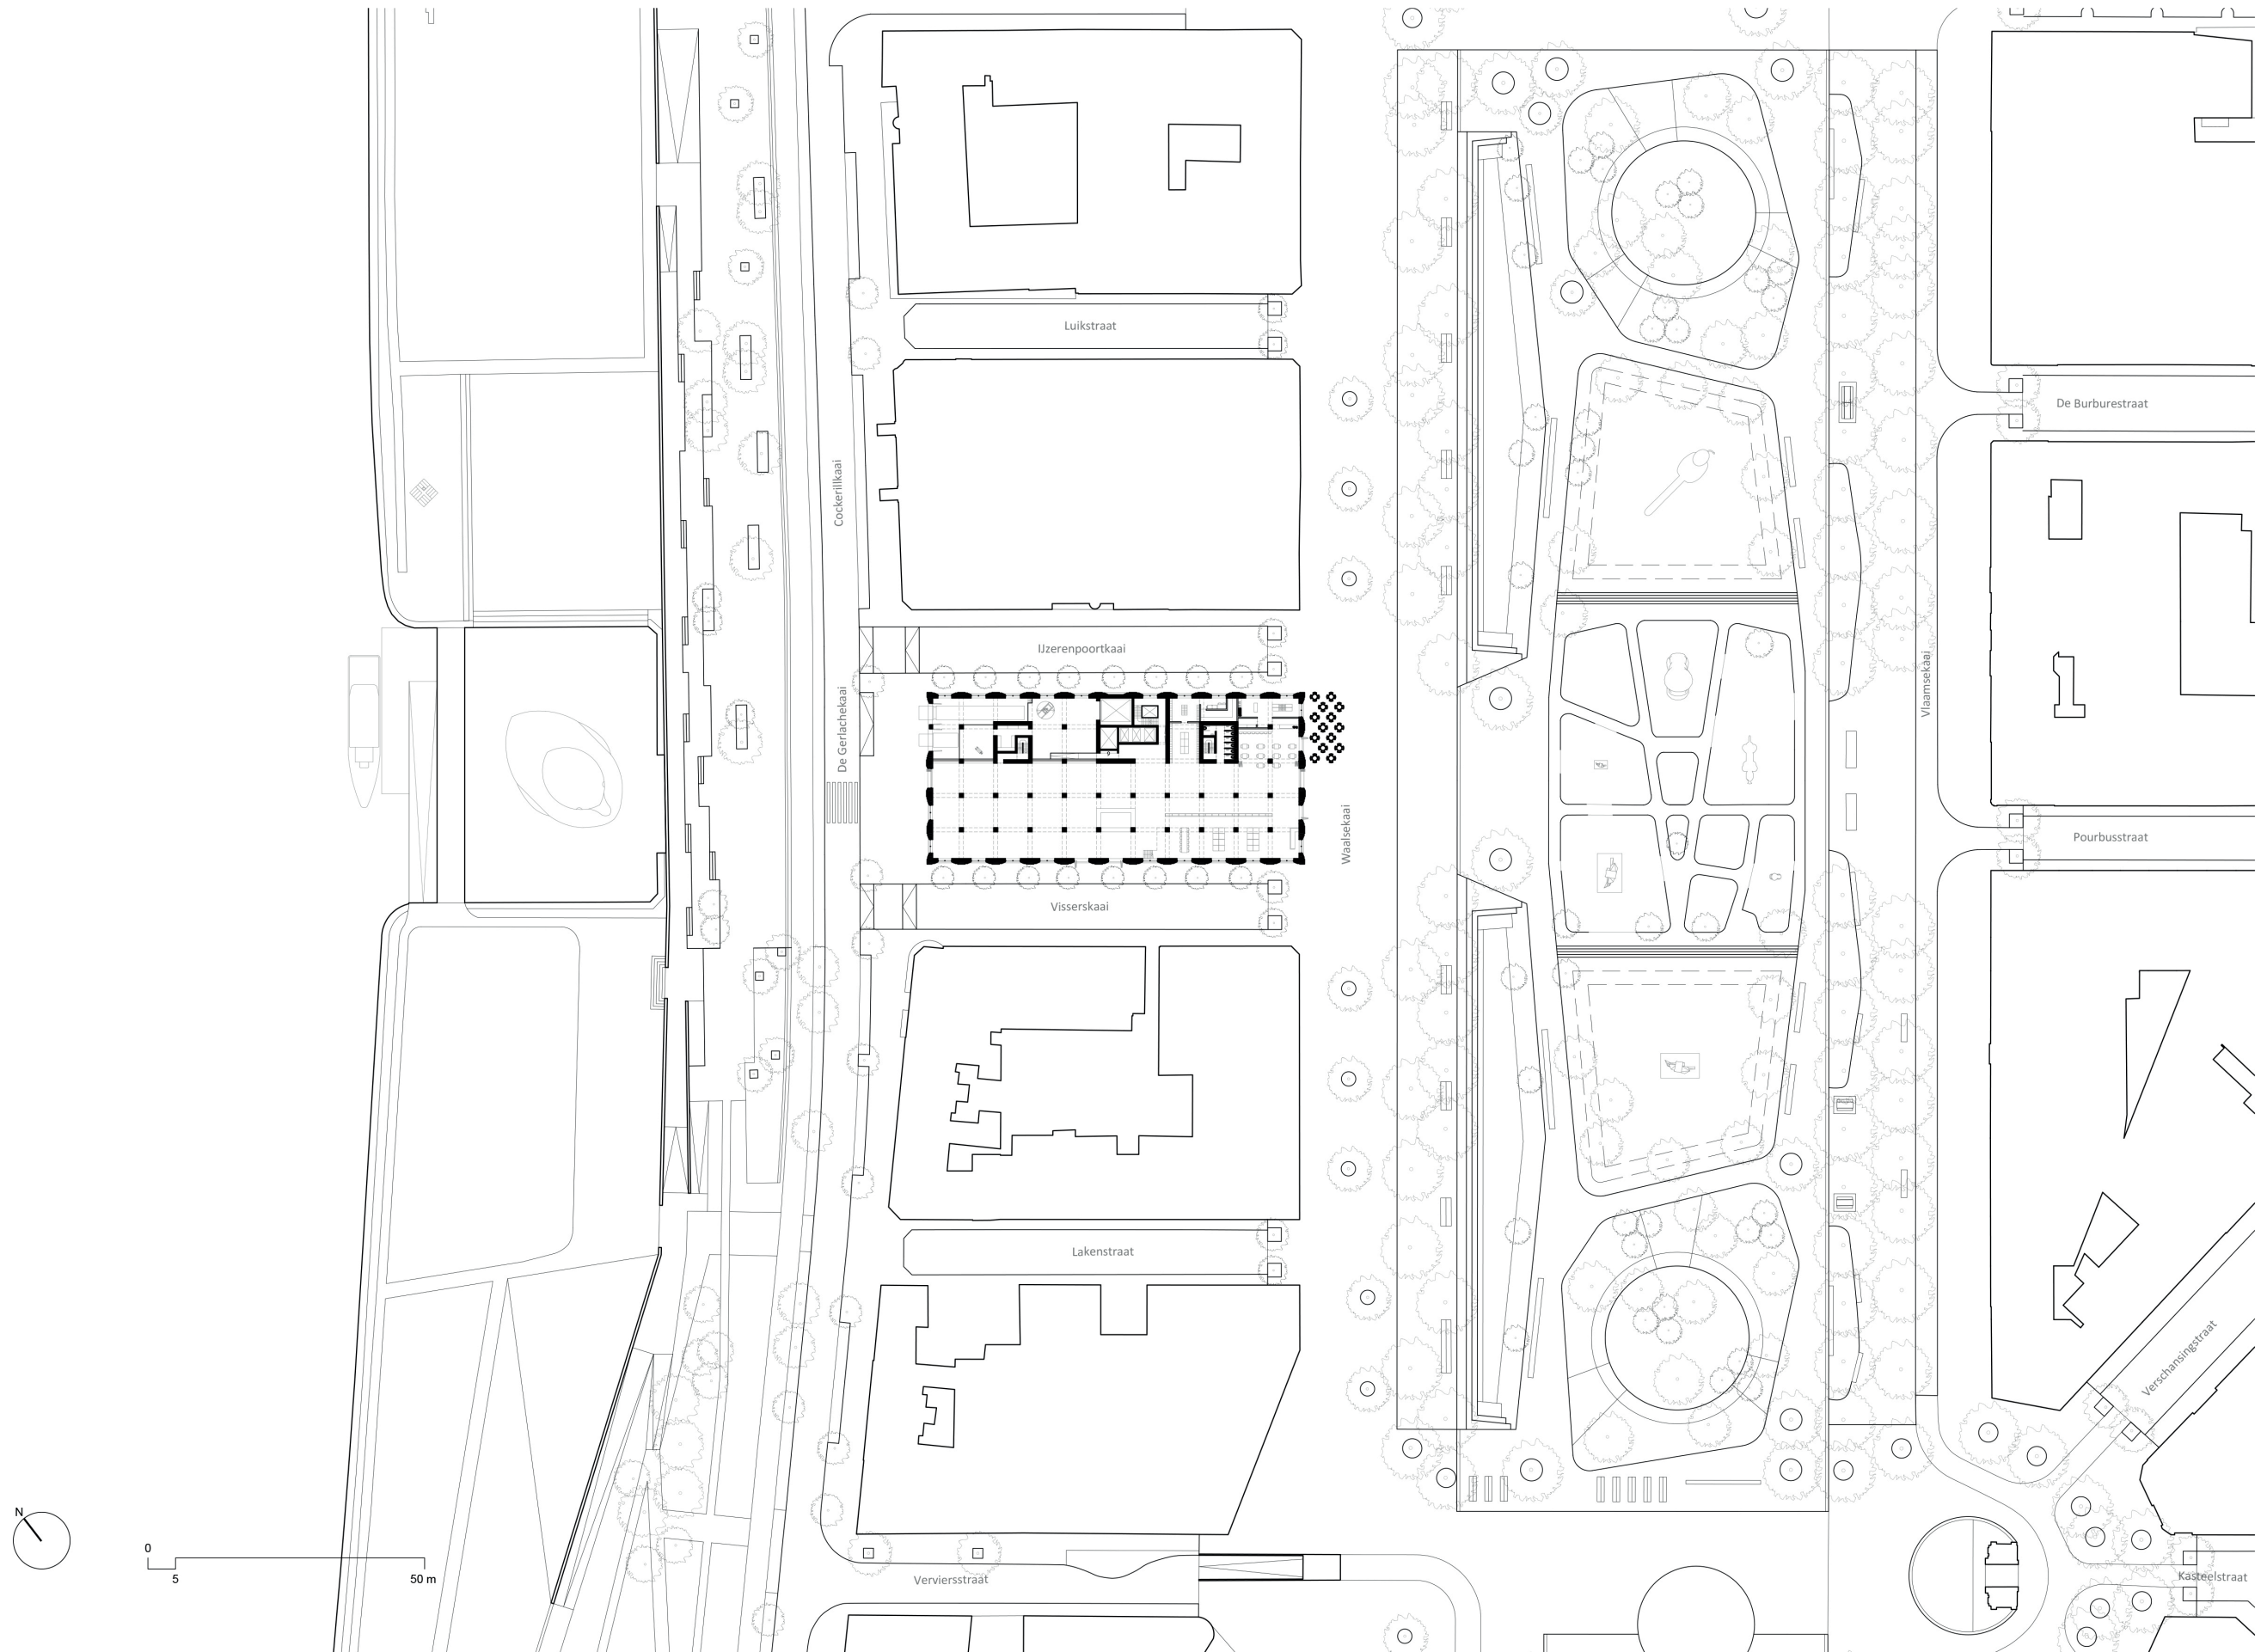 Luikstraat
De Burburestraat
Cockerillkaai
IJzerenpoortkaai
De Gerlachekaai
Vlaamsekaai
Waalsekaai
Pourbusstraat
Visserskaai
Lakenstraat
Verschansingstraat
N
0
5
50 m
Verviersstraat
Kasteelstraat